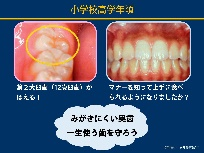 小学校高学年頃
第2大臼歯（12歳臼歯）が
はえる！
マナーを知って上手に食べ
られるようになりましたか？
みがきにくい奥歯
一生使う歯を守ろう